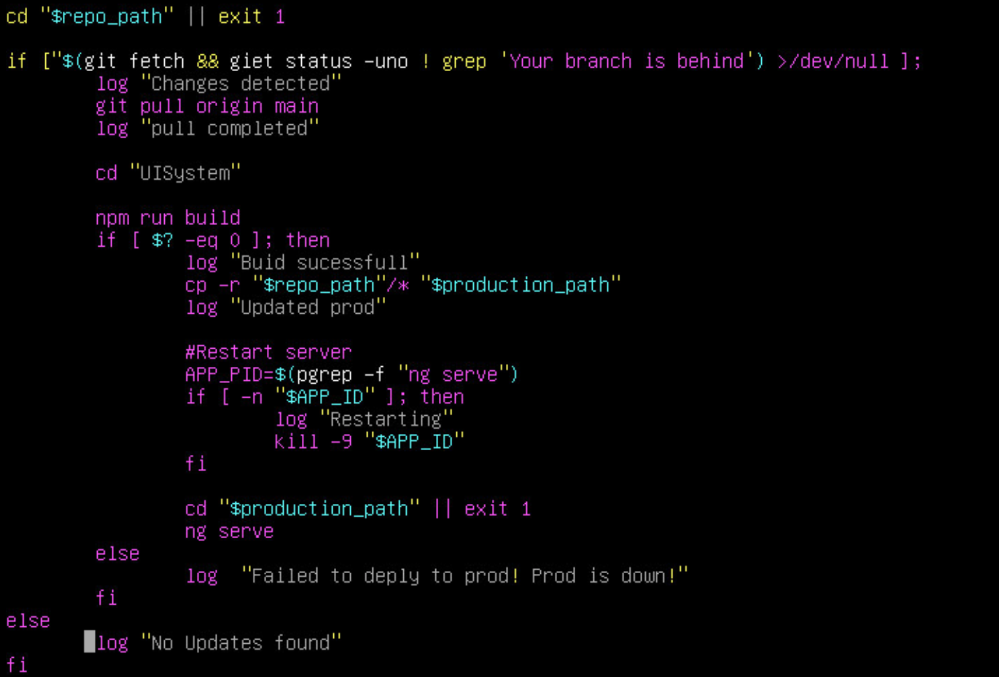 cd "$repo_path" || exit 1
if ["$(git fetch && giet status -uno ! grep 'Your branch is behind') >/dev/null ];
log "Changes detected"
git pull origin main
log "pull completed"
cd "UISystem"
npm run build
if [ $? -eq 0 ]; then
log "Buid sucessfull"
cp -r "$repo_path"/* "$production_path"
log "Updated prod"
#Restart server
APP_PID=$(pgrep -f "ng serve")
if [ -n "$APP_ID" ]; then
log "Restarting"
kill -9 "$APP_ID"
fi
cd "$production_path" || exit 1
ng serve
else
log  "Failed to deply to prod! Prod is down!"
fi
else
log "No Updates found"
fi